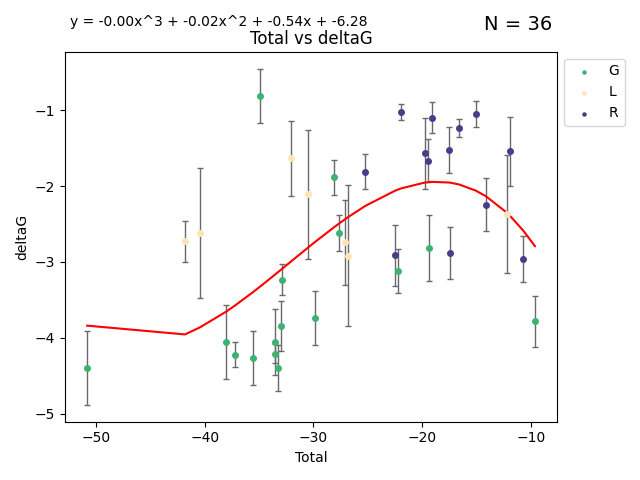 y = -0.00x^3 + -0.02x^2 + -0.54x + -6.28
N = 36
Total vs deltaG
G
L
R
deltaG
−1
−2
−3
−4
−5
−50
−40
−30
−20
−10
Total